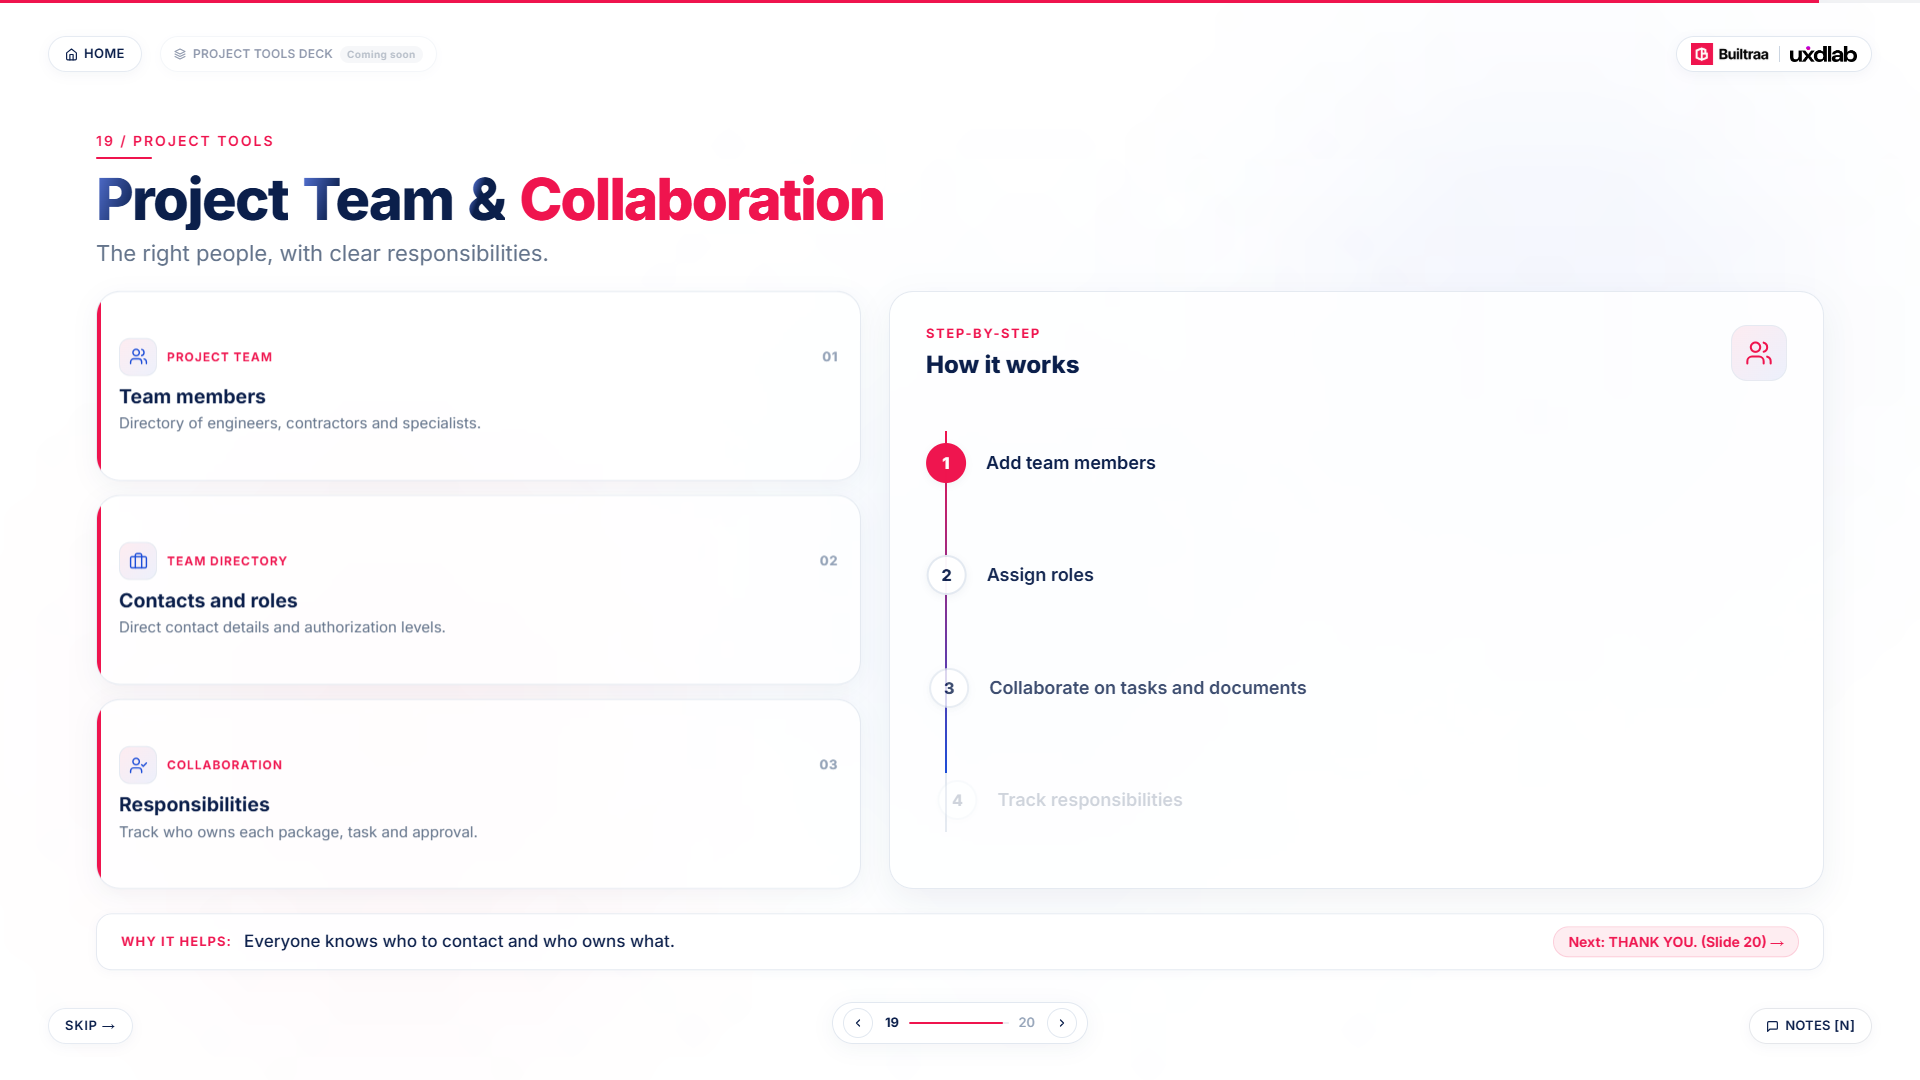 HOME
PROJECT TOOLS DECK Coming soon
Builtraa uxdlab
19 / PROJECT TOOLS
Project Team & Collaboration
The right people, with clear responsibilities.
PROJECT TEAM 01
Team members
Directory of engineers, contractors and specialists.
TEAM DIRECTORY 02
Contacts and roles
Direct contact details and authorization levels.
COLLABORATION 03
Responsibilities
Track who owns each package, task and approval.
STEP-BY-STEP
How it works
1 Add team members
2 Assign roles
3 Collaborate on tasks and documents
4 Track responsibilities
WHY IT HELPS: Everyone knows who to contact and who owns what.
Next: THANK YOU. (Slide 20) →
SKIP →
19 20
NOTES [N]